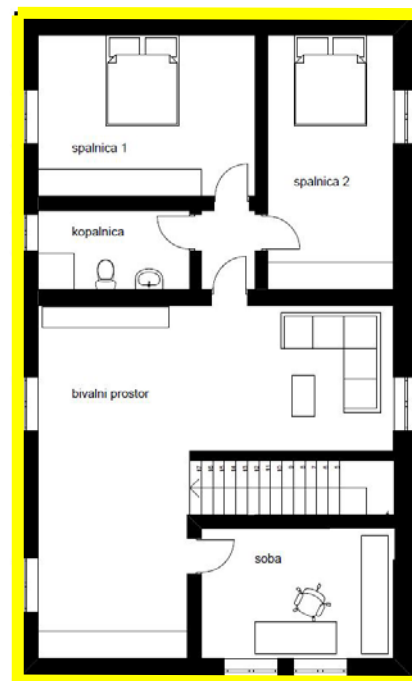 spalnica 1
spalnica 2
kopalnica
bivalni prostor
soba